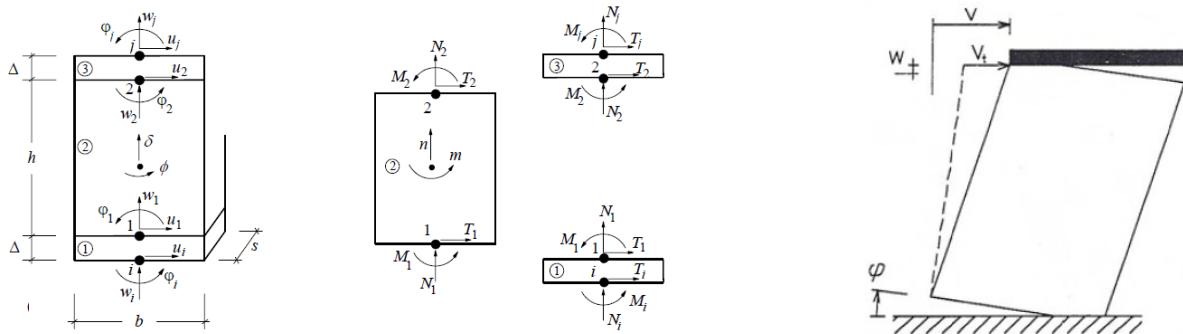 φj wj
j uj
Δ ③
2 u2
w2 φ2
h ② δ
ϕ
w1
φ1 1 u1
Δ ① ui
wi i φi
s
b
N2
M2 T2
2
② n m
1 T1
M1
N1
Nj
Mj j Tj
③ 2 T2
M2 N2
N1
M1 1 T1
① i Ti
Ni Mi
V
W Vt
φ